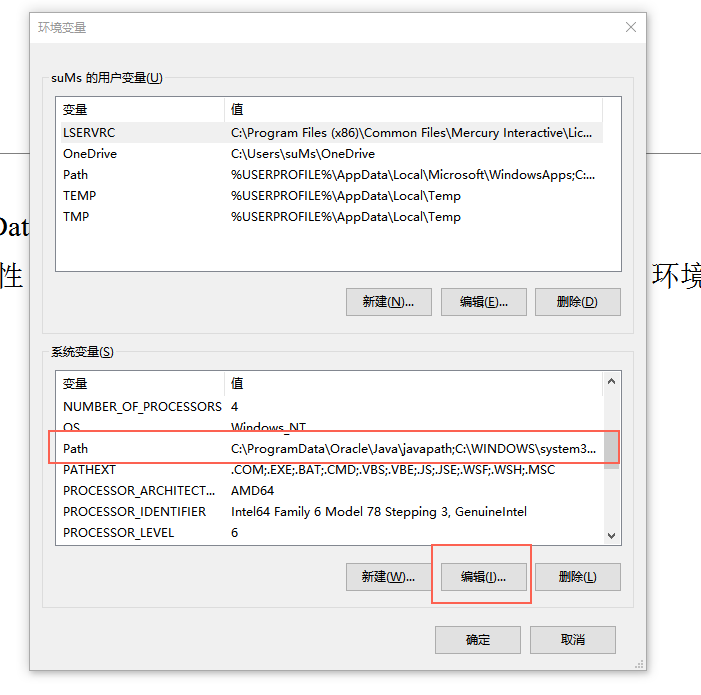 环境变量
suMs 的用户变量(U)
变量 值
LSERVRC C:\Program Files (x86)\Common Files\Mercury Interactive\Lic...
OneDrive C:\Users\suMs\OneDrive
Path %USERPROFILE%\AppData\Local\Microsoft\WindowsApps;C:...
TEMP %USERPROFILE%\AppData\Local\Temp
TMP %USERPROFILE%\AppData\Local\Temp
Dat
性 环境
新建(N)... 编辑(E)... 删除(D)
系统变量(S)
变量 值
NUMBER_OF_PROCESSORS 4
OS Windows_NT
Path C:\ProgramData\Oracle\Java\javapath;C:\WINDOWS\system3...
PATHEXT .COM;.EXE;.BAT;.CMD;.VBS;.VBE;.JS;.JSE;.WSF;.WSH;.MSC
PROCESSOR_ARCHITECT... AMD64
PROCESSOR_IDENTIFIER Intel64 Family 6 Model 78 Stepping 3, GenuineIntel
PROCESSOR_LEVEL 6
新建(W)... 编辑(I)... 删除(L)
确定 取消